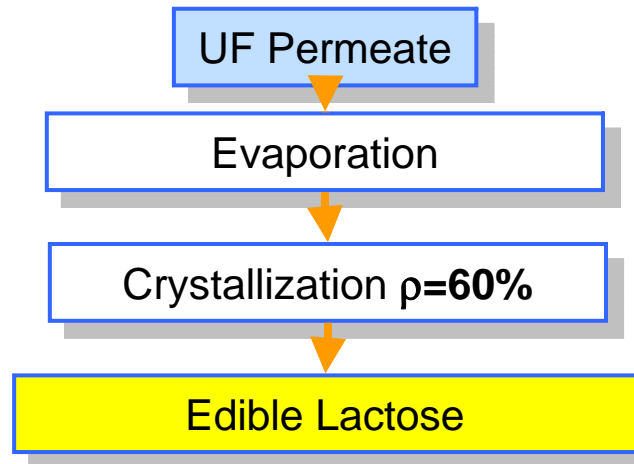 UF Permeate
Evaporation
Crystallization ρ=60%
Edible Lactose